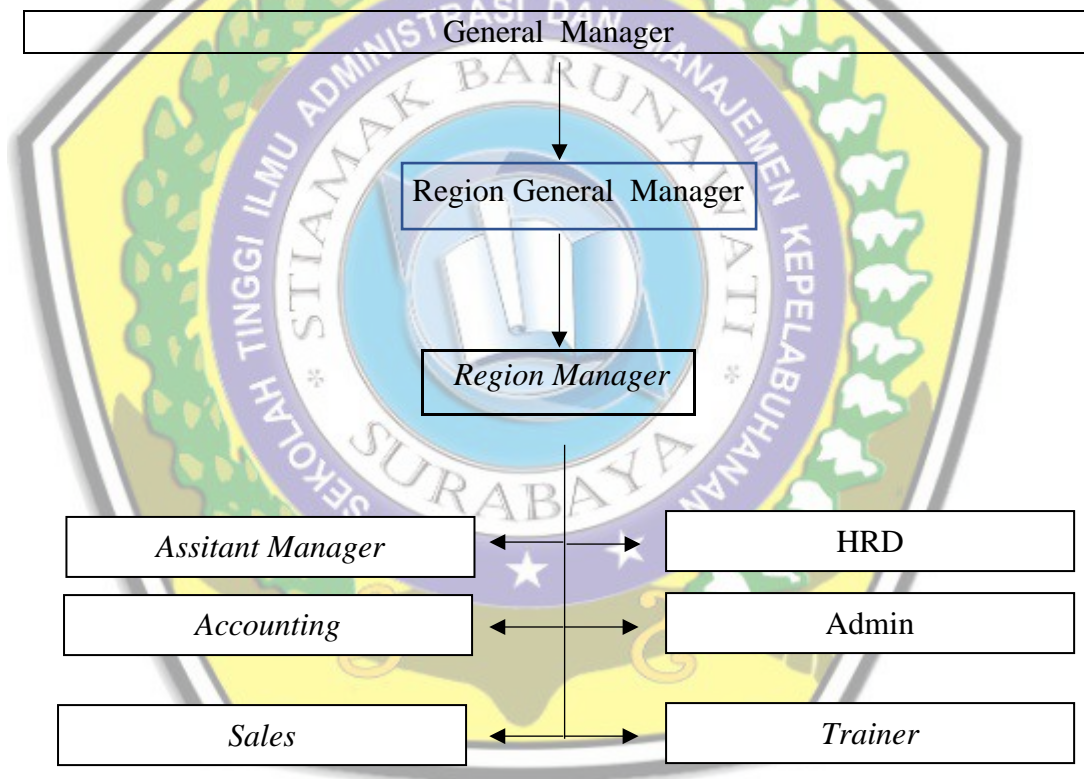 General Manager
Region General Manager
Region Manager
Assitant Manager
HRD
Accounting
Admin
Sales
Trainer
SEKOLAH TINGGI ILMU ADMINISTRASI DAN MANAJEMEN KEPELABUHANAN
STIAMAK BARUNAWATI
* SURABAYA *